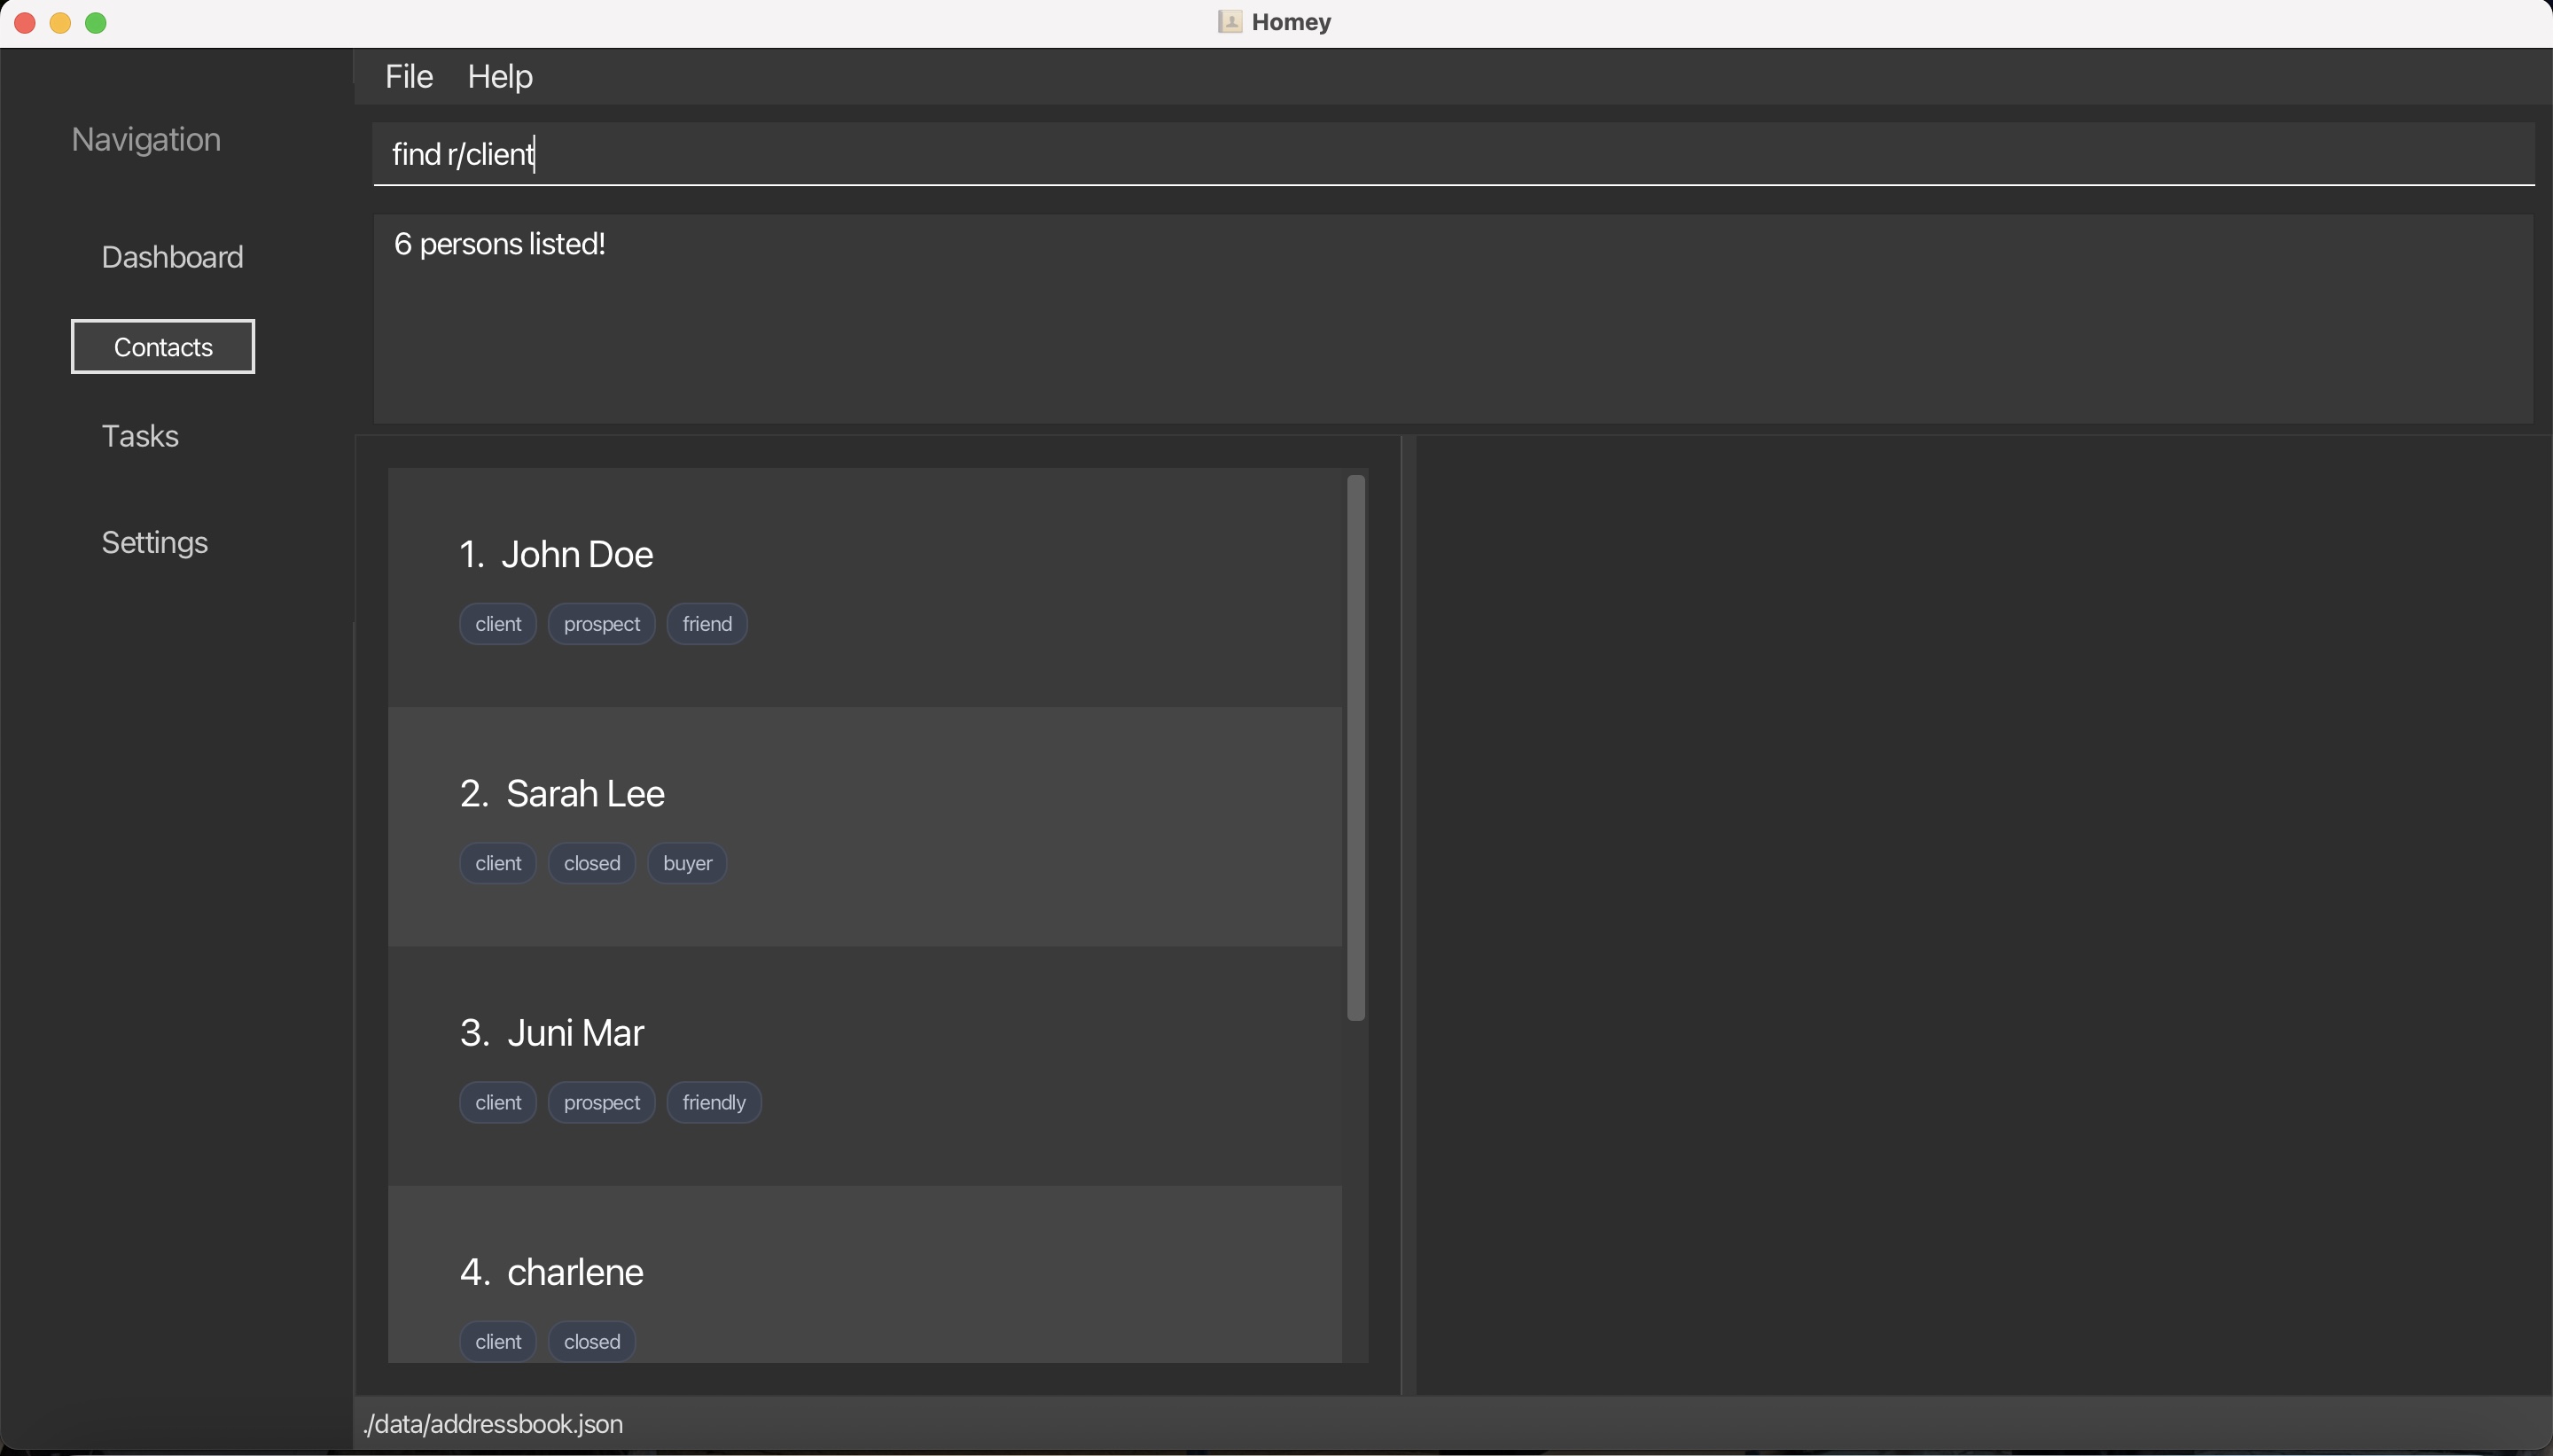 Homey
File Help
Navigation
find r/client
6 persons listed!
Dashboard
Contacts
Tasks
Settings
1. John Doe
client prospect friend
2. Sarah Lee
client closed buyer
3. Juni Mar
client prospect friendly
4. charlene
client closed
./data/addressbook.json